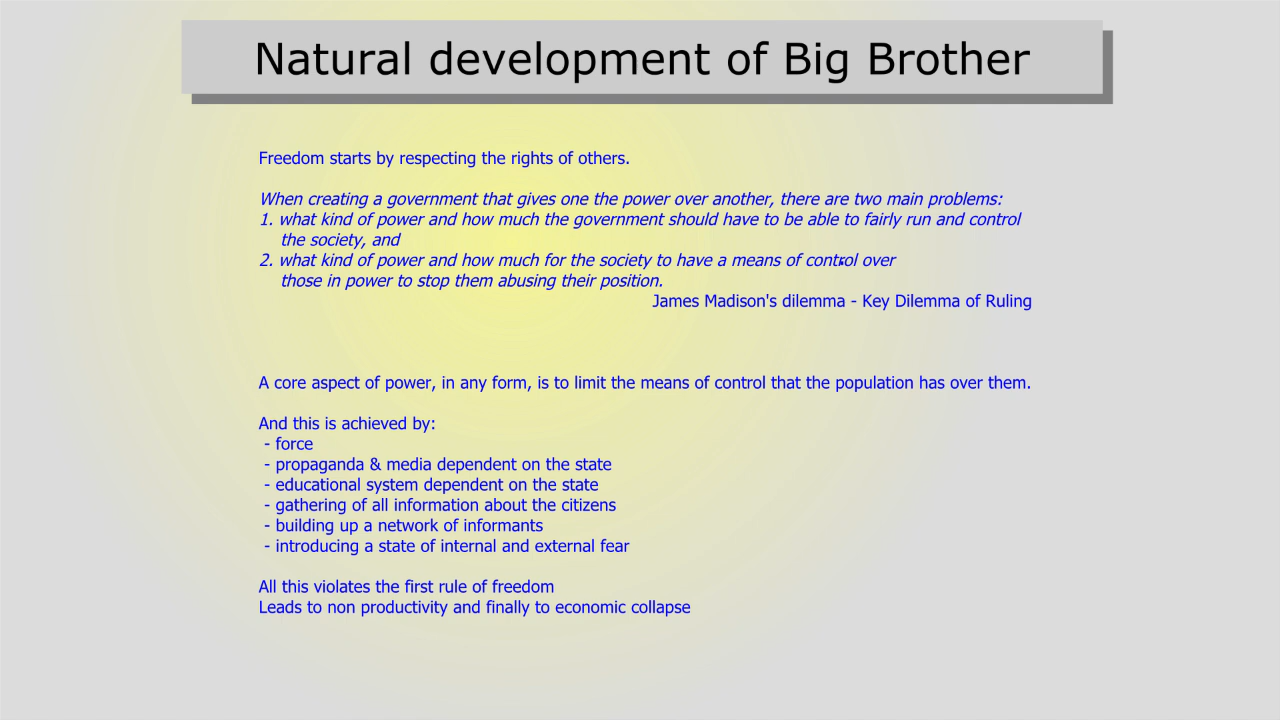 Natural development of Big Brother
Freedom starts by respecting the rights of others.
When creating a government that gives one the power over another, there are two main problems:
1. what kind of power and how much the government should have to be able to fairly run and control
the society, and
2. what kind of power and how much for the society to have a means of control over
those in power to stop them abusing their position.
James Madison's dilemma - Key Dilemma of Ruling
A core aspect of power, in any form, is to limit the means of control that the population has over them.
And this is achieved by:
- force
- propaganda & media dependent on the state
- educational system dependent on the state
- gathering of all information about the citizens
- building up a network of informants
- introducing a state of internal and external fear
All this violates the first rule of freedom
Leads to non productivity and finally to economic collapse